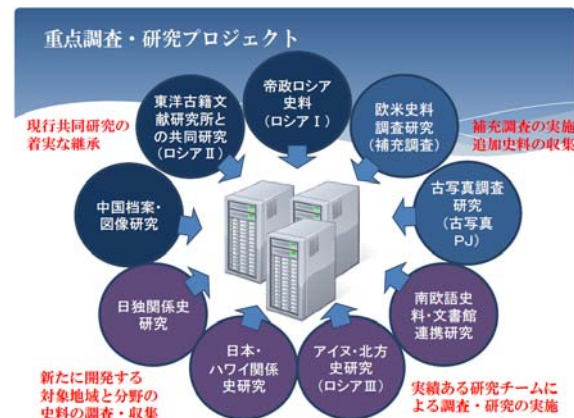 重点調査・研究プロジェクト
帝政ロシア
史料
(ロシアⅠ)
東洋古籍文
献研究所と
の共同研究
(ロシアⅡ)
欧米史料
調査研究
(補充調査)
現行共同研究の
着実な継承
補充調査の実施
追加史料の収集
中国档案・
図像研究
古写真調査
研究
(古写真
PJ)
日独関係史
研究
南欧語史
料・文書館
連携研究
日本・
ハワイ関係
史研究
アイヌ・北方
史研究
(ロシアⅢ)
新たに開発する
対象地域と分野の
史料の調査・収集
実績ある研究チームに
よる調査・研究の実施